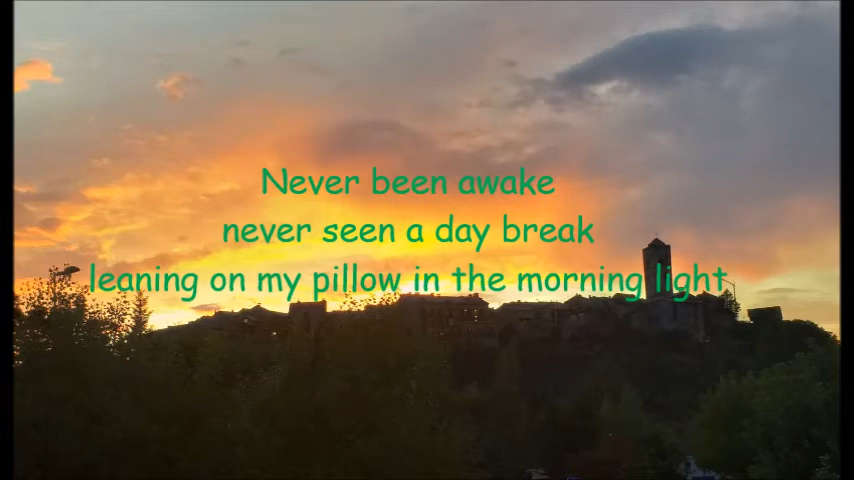 Never been awake
never seen a day break
leaning on my pillow in the morning light